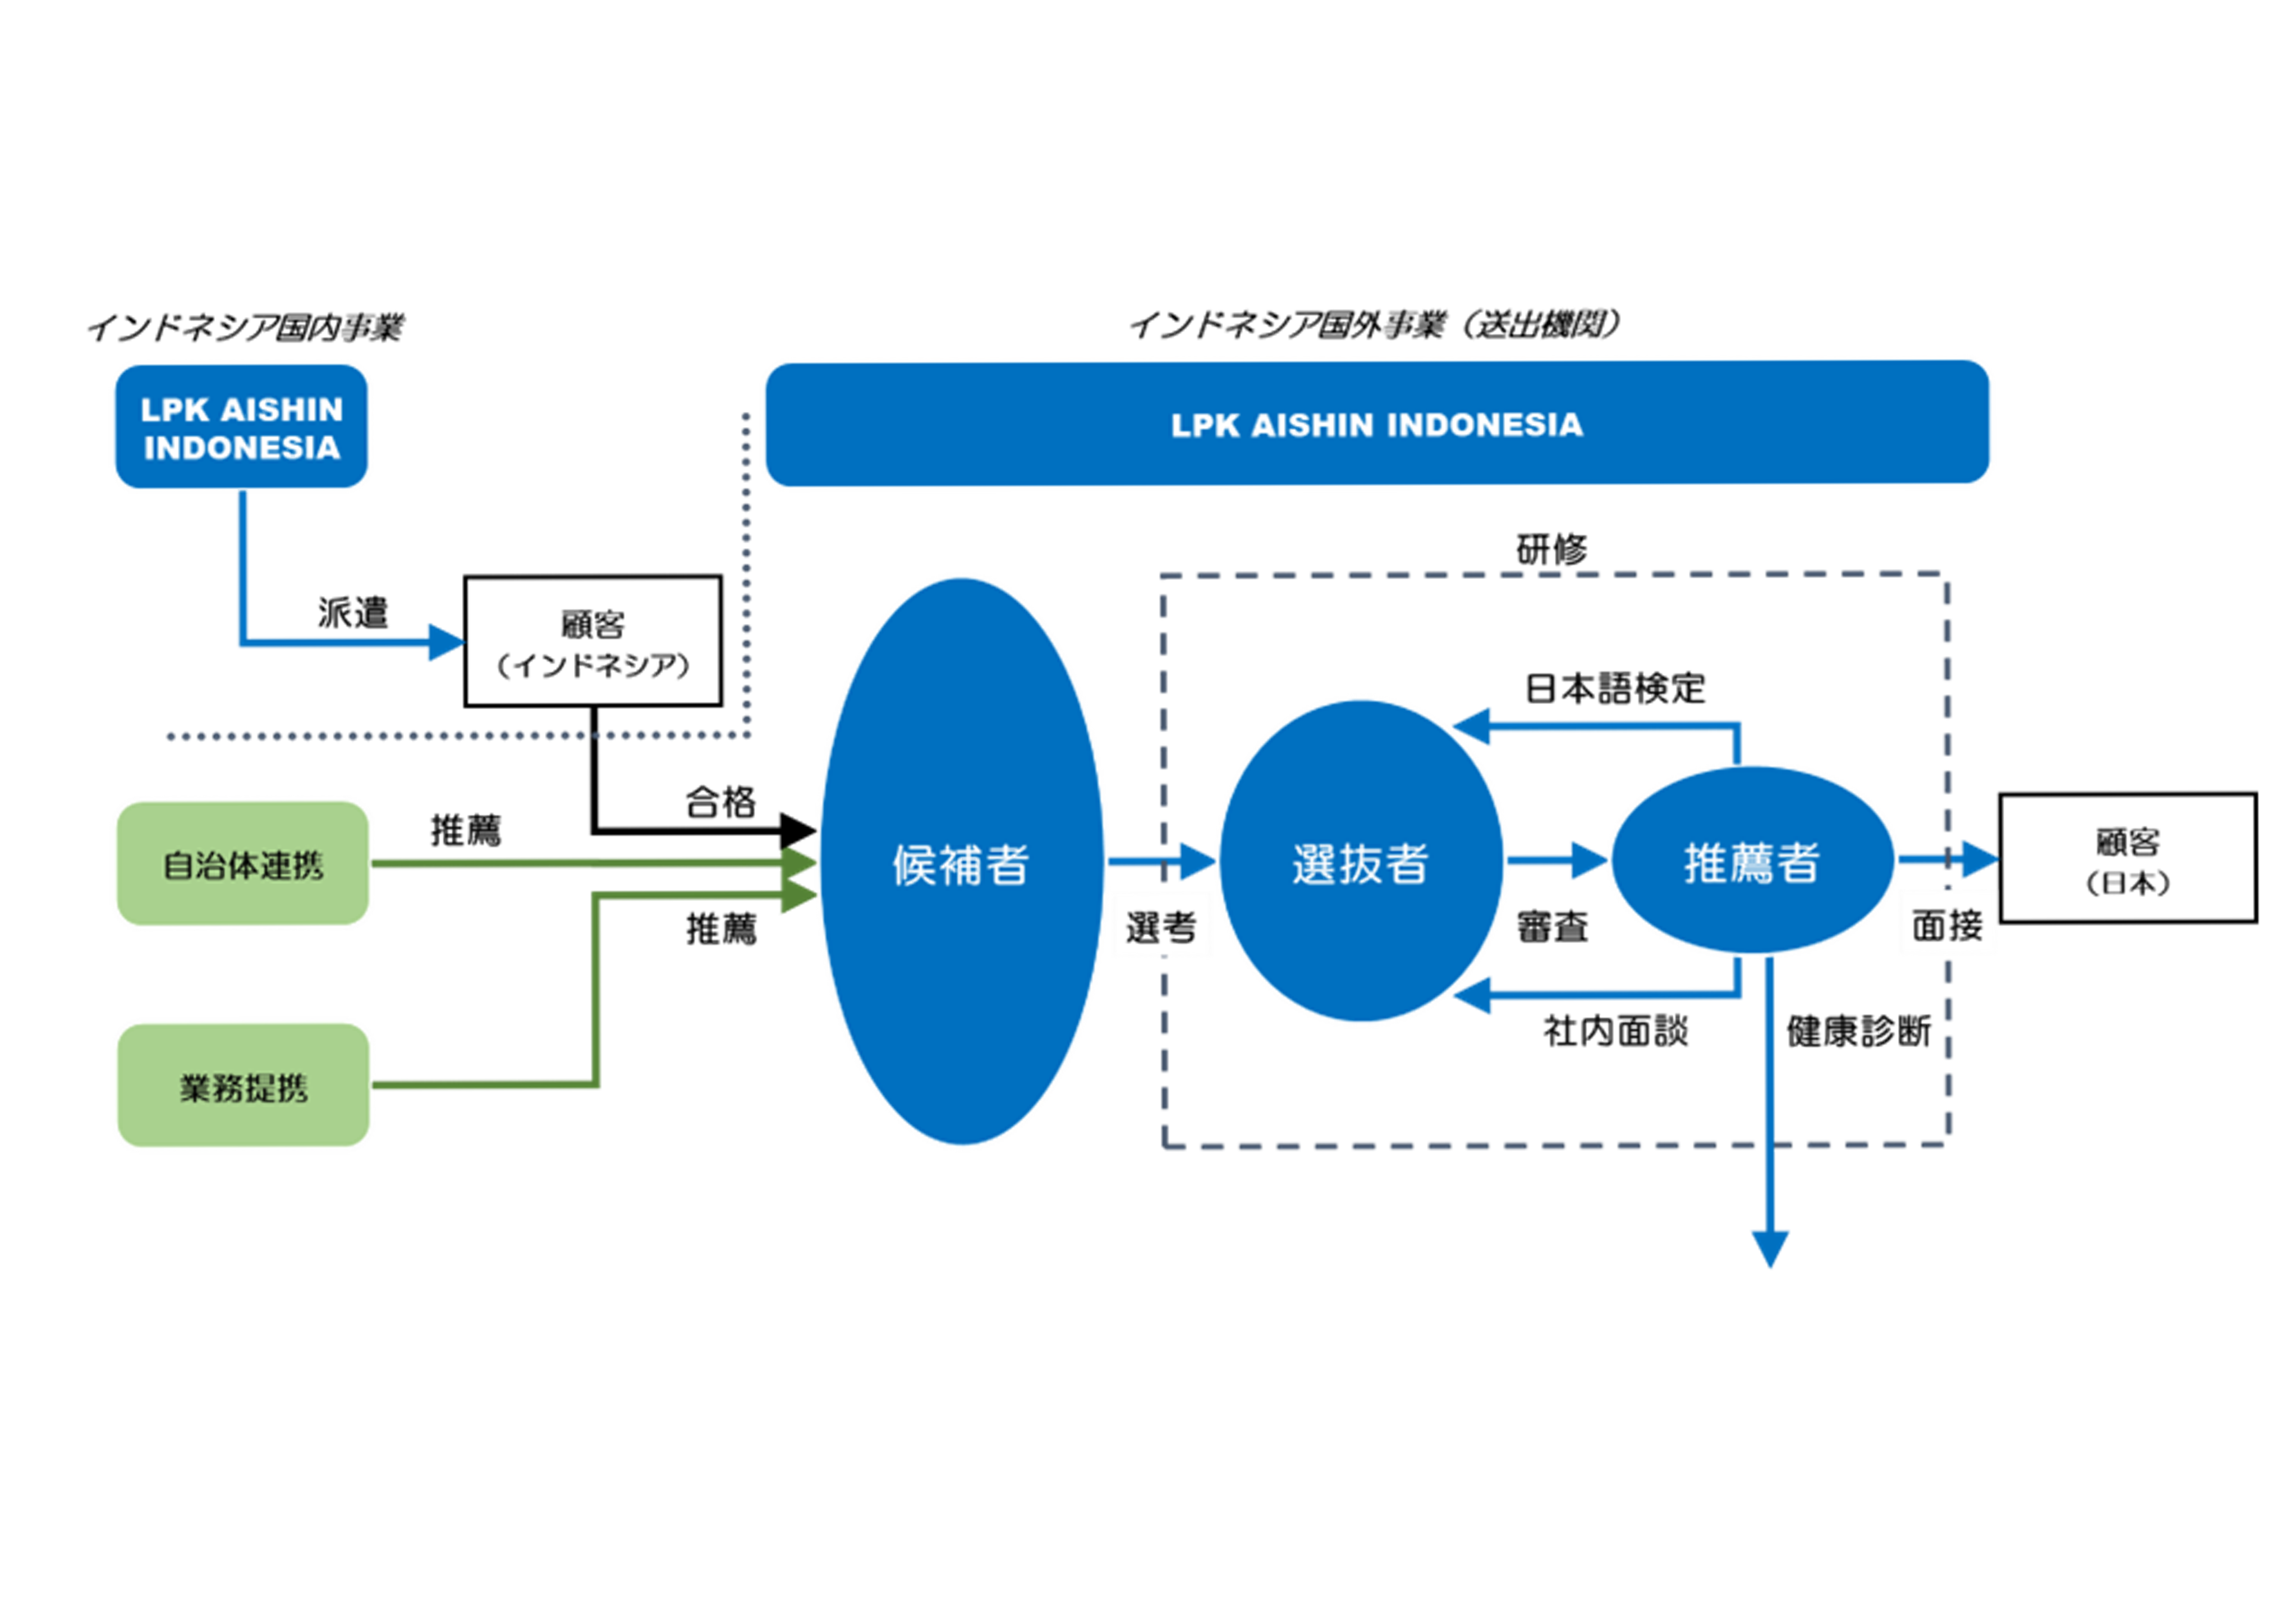 インドネシア国内事業
インドネシア国外事業（送出機関）
LPK AISHIN
INDONESIA
LPK AISHIN INDONESIA
研修
派遣
顧客
（インドネシア）
日本語検定
合格
推薦
自治体連携
候補者
選抜者
推薦者
顧客
（日本）
推薦
選考
審査
面接
社内面談
健康診断
業務提携